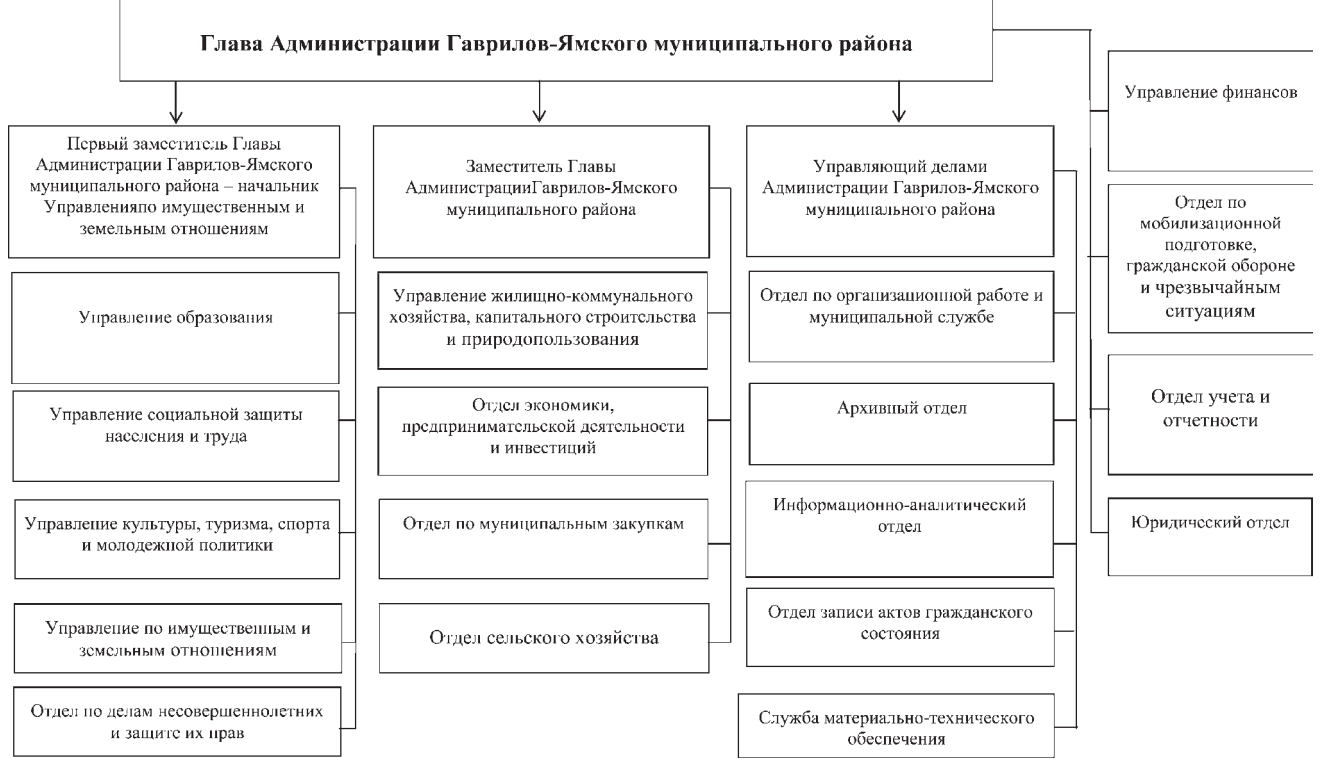 Глава Администрации Гаврилов-Ямского муниципального района
Первый заместитель Главы
Администрации Гаврилов-Ямского
муниципального района – начальник
Управленияпо имущественным и
земельным отношениям
Управление образования
Управление социальной защиты
населения и труда
Управление культуры, туризма, спорта
и молодежной политики
Управление по имущественным и
земельным отношениям
Отдел по делам несовершеннолетних
и защите их прав
Заместитель Главы
АдминистрацииГаврилов-Ямского
муниципального района
Управление жилищно-коммунального
хозяйства, капитального строительства
и природопользования
Отдел экономики,
предпринимательской деятельности
и инвестиций
Отдел по муниципальным закупкам
Отдел сельского хозяйства
Управляющий делами
Администрации Гаврилов-Ямского
муниципального района
Отдел по организационной работе и
муниципальной службе
Архивный отдел
Информационно-аналитический
отдел
Отдел записи актов гражданского
состояния
Служба материально-технического
обеспечения
Управление финансов
Отдел по
мобилизационной
подготовке,
гражданской обороне
и чрезвычайным
ситуациям
Отдел учета и
отчетности
Юридический отдел